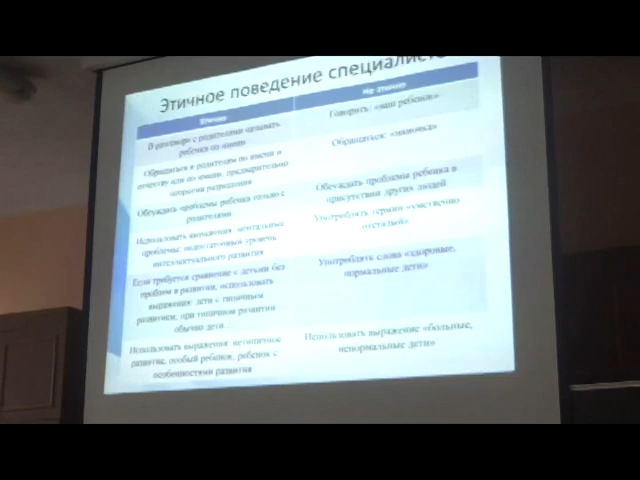 Этичное поведение специалиста
Этично
Не этично
В разговоре с родителями называть
ребенка по имени
Говорить: «ваш ребенок»
Обращаться к родителям по имени и
отчеству или по имени, предварительно
испросив разрешения
Обращаться: «мамочка»
Обсуждать проблемы ребенка только с
родителями
Обсуждать проблемы ребенка в
присутствии других людей
Использовать выражения: ментальные
проблемы; недостаточный уровень
интеллектуального развития
Употреблять термин «умственно
отсталый»
Если требуется сравнение с детьми без
проблем в развитии, использовать
выражения: дети с типичным
развитием; при типичном развитии
обычно дети...
Употреблять слова «здоровые,
нормальные дети»
Использовать выражения нетипичное
развитие, особый ребенок, ребенок с
особенностями развития
Использовать выражение «больные,
ненормальные дети»